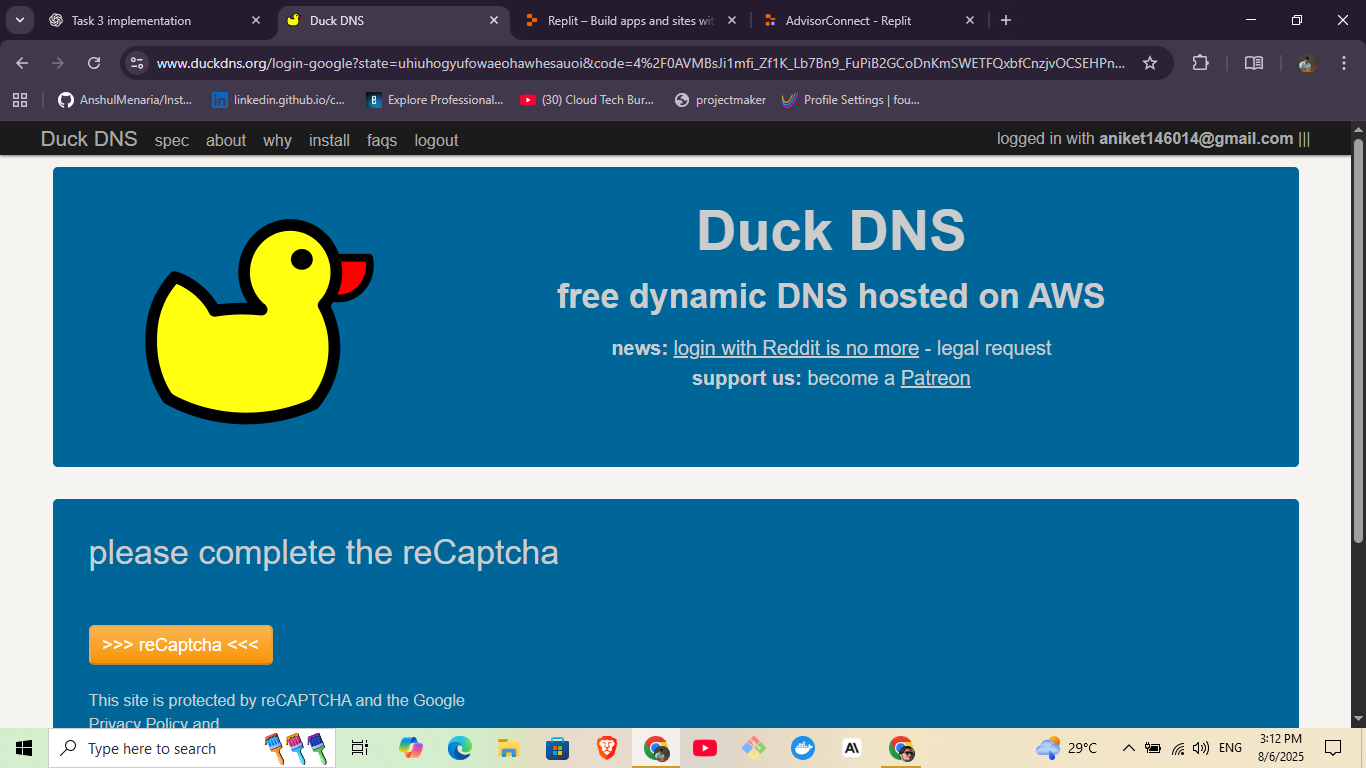 Task 3 implementation
Duck DNS
Replit – Build apps and sites wit
AdvisorConnect - Replit
www.duckdns.org/login-google?state=uhiuhogyufowaeohawhesauoi&code=4%2F0AVMBsJi1mfi_Zf1K_Lb7Bn9_FuPiB2GCoDnKmSWETFQxbfCnzjvOCSEHPn...
AnshulMenaria/Inst...
linkedin.github.io/c...
Explore Professional...
(30) Cloud Tech Bur...
projectmaker
Profile Settings | fou...
Duck DNS spec about why install faqs logout
logged in with aniket146014@gmail.com |||
Duck DNS
free dynamic DNS hosted on AWS
news: login with Reddit is no more - legal request
support us: become a Patreon
please complete the reCaptcha
>>> reCaptcha <<<
This site is protected by reCAPTCHA and the Google
Privacy Policy and
Type here to search
29°C
ENG
3:12 PM
8/6/2025